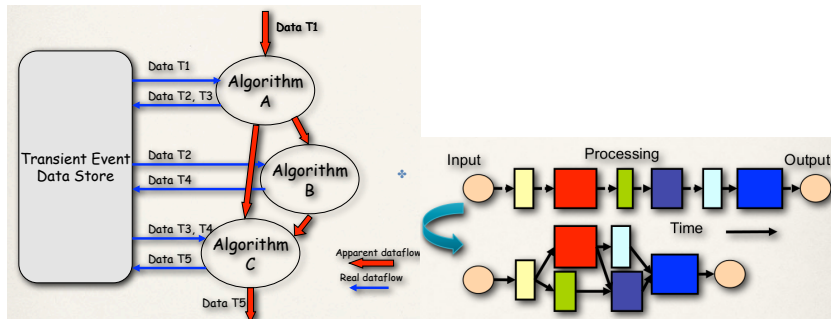 Data T1
Data T1
Algorithm
A
Data T2, T3
Transient Event
Data Store
Data T2
Algorithm
B
Data T4
Data T3, T4
Algorithm
C
Data T5
Apparent dataflow
Real dataflow
Data T5
Input
Processing
Output
Time